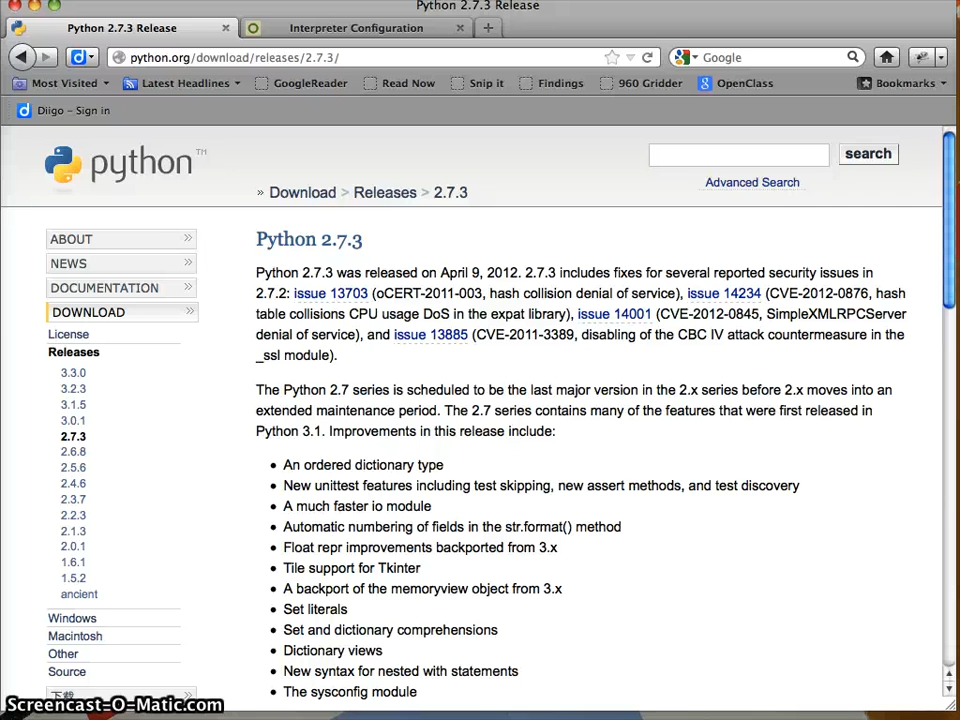 Python 2.7.3 Release
Python 2.7.3 Release × Interpreter Configuration × +
python.org/download/releases/2.7.3/ Google
Most Visited Latest Headlines GoogleReader Read Now Snip it Findings 960 Gridder OpenClass Bookmarks
Diigo – Sign in
python TM
search
Advanced Search
» Download > Releases > 2.7.3
ABOUT »
NEWS »
DOCUMENTATION »
DOWNLOAD »
License
Releases
3.3.0
3.2.3
3.1.5
3.0.1
2.7.3
2.6.8
2.5.6
2.4.6
2.3.7
2.2.3
2.1.3
2.0.1
1.6.1
1.5.2
ancient
Windows
Macintosh
Other
Source
下载 »
Python 2.7.3
Python 2.7.3 was released on April 9, 2012. 2.7.3 includes fixes for several reported security issues in
2.7.2: issue 13703 (oCERT-2011-003, hash collision denial of service), issue 14234 (CVE-2012-0876, hash
table collisions CPU usage DoS in the expat library), issue 14001 (CVE-2012-0845, SimpleXMLRPCServer
denial of service), and issue 13885 (CVE-2011-3389, disabling of the CBC IV attack countermeasure in the
_ssl module).
The Python 2.7 series is scheduled to be the last major version in the 2.x series before 2.x moves into an
extended maintenance period. The 2.7 series contains many of the features that were first released in
Python 3.1. Improvements in this release include:
• An ordered dictionary type
• New unittest features including test skipping, new assert methods, and test discovery
• A much faster io module
• Automatic numbering of fields in the str.format() method
• Float repr improvements backported from 3.x
• Tile support for Tkinter
• A backport of the memoryview object from 3.x
• Set literals
• Set and dictionary comprehensions
• Dictionary views
• New syntax for nested with statements
• The sysconfig module
Screencast-O-Matic.com